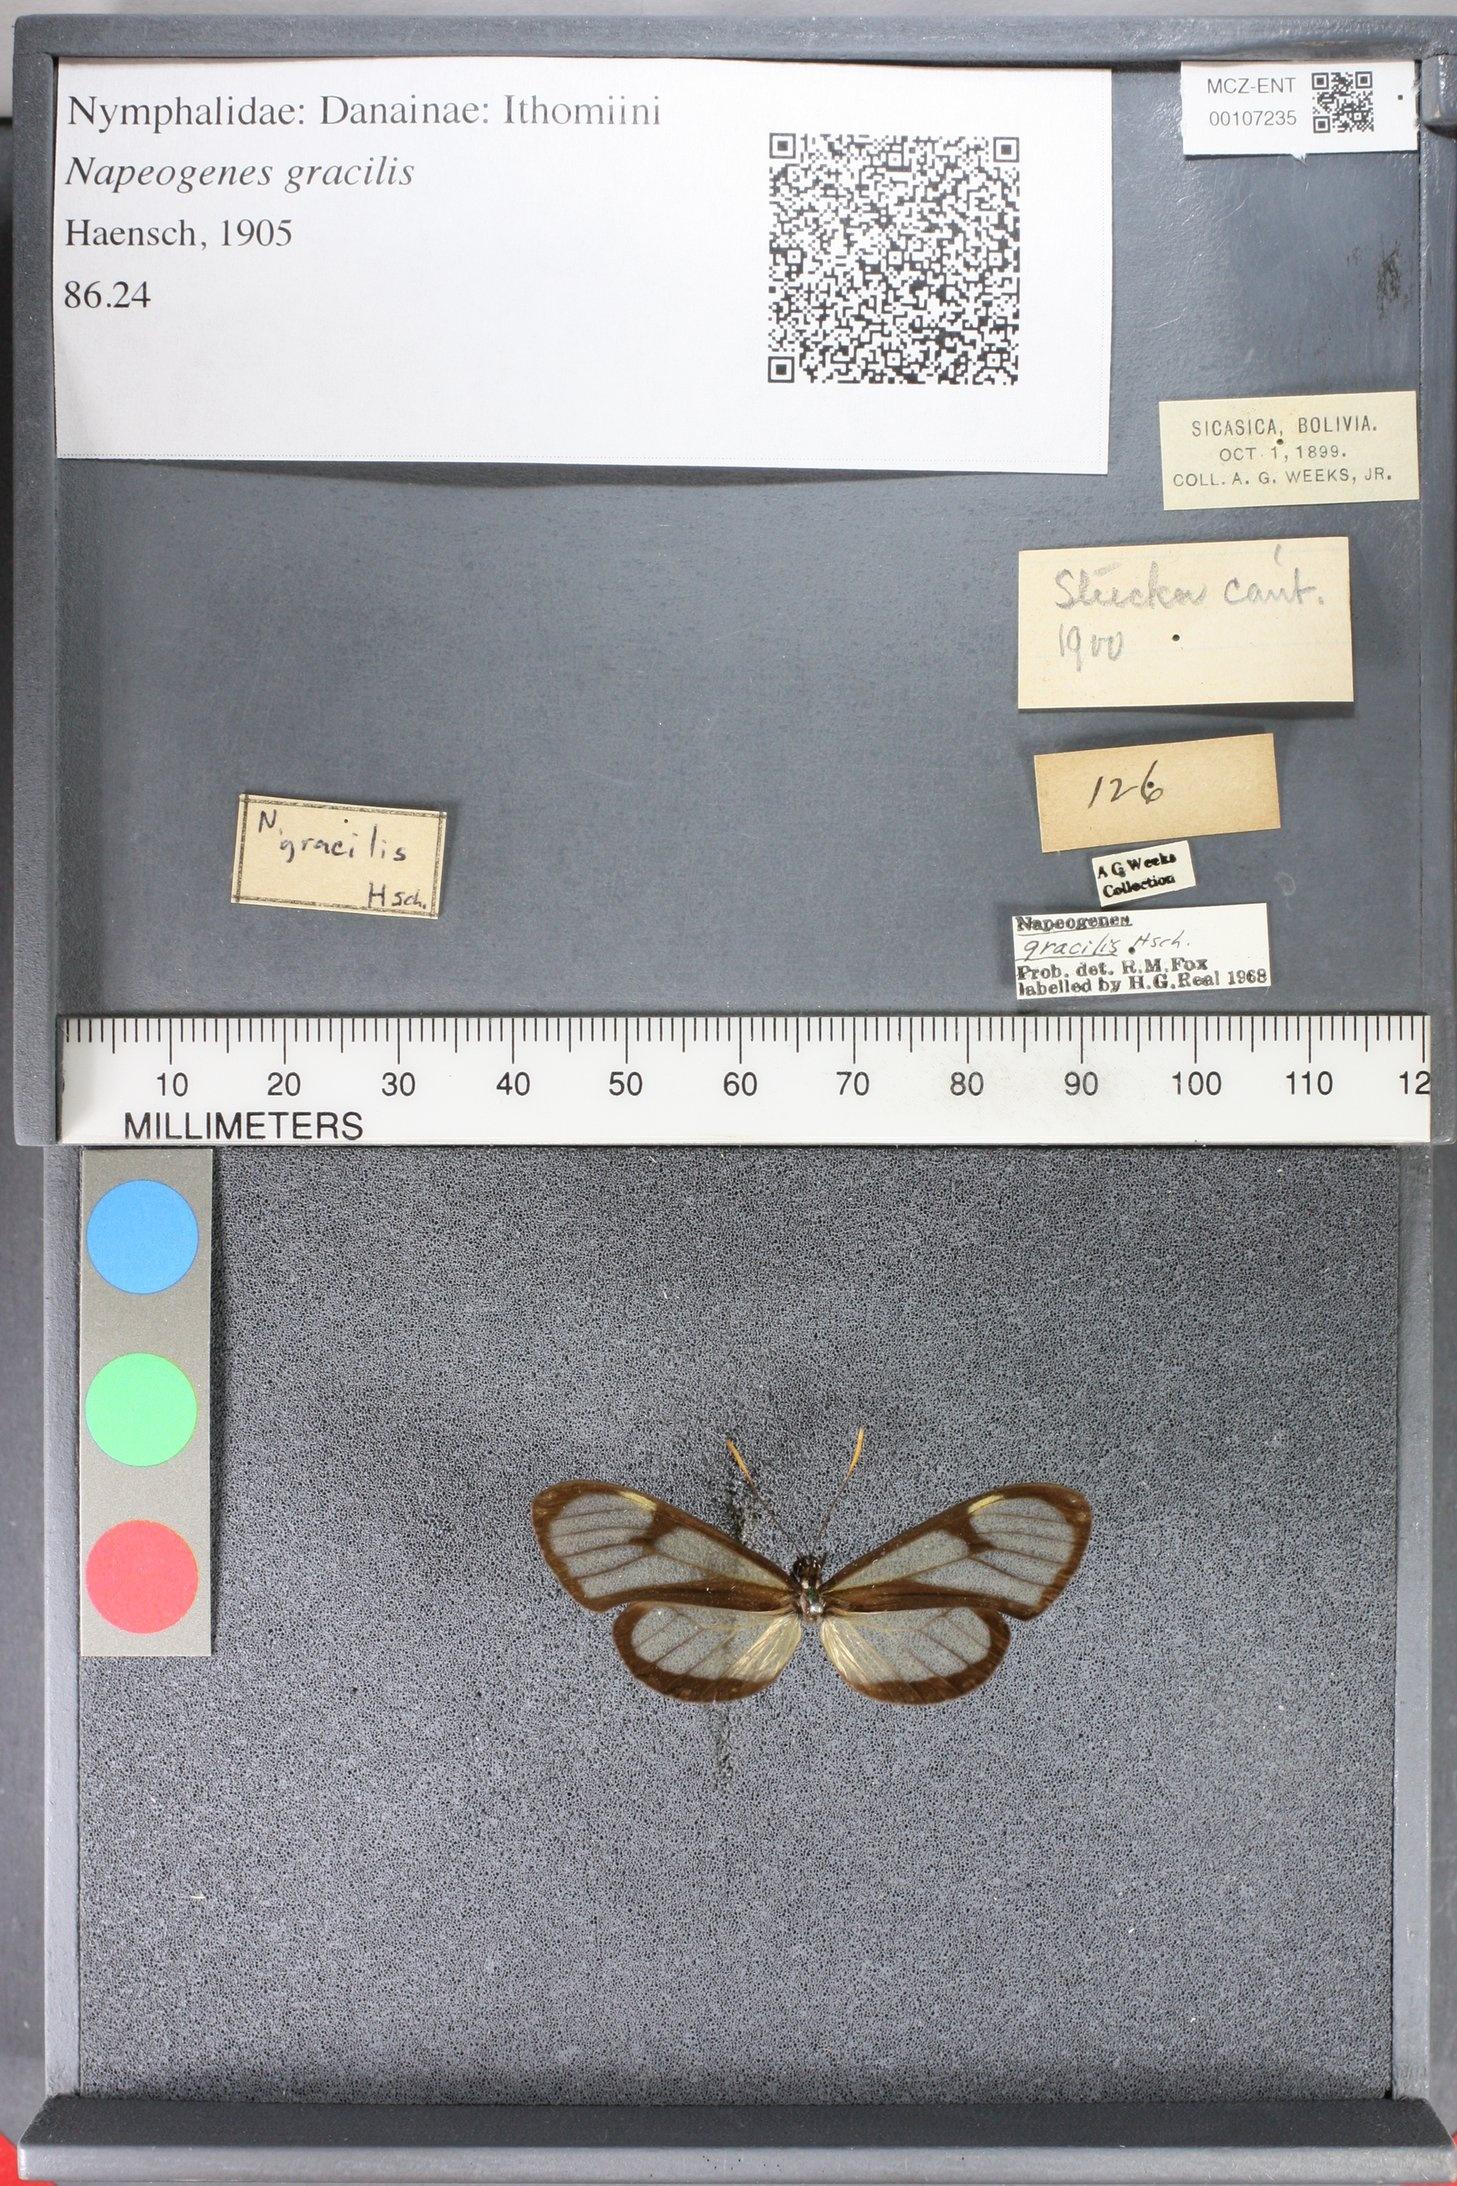 Nymphalidae: Danainae: Ithomiini
Napeogenes gracilis
Haensch, 1905
86.24
MCZ-ENT
00107235
SICASICA, BOLIVIA.
OCT. 1, 1899.
COLL. A. G. WEEKS, JR.
1900
126
A G Weeks
Collection
N. gracilis
Hsch.
Napeogenes
gracilis Hsch.
Prob. det. R.M.Fox
labelled by H.G.Real 1968
10 20 30 40 50 60 70 80 90 100 110 12
MILLIMETERS